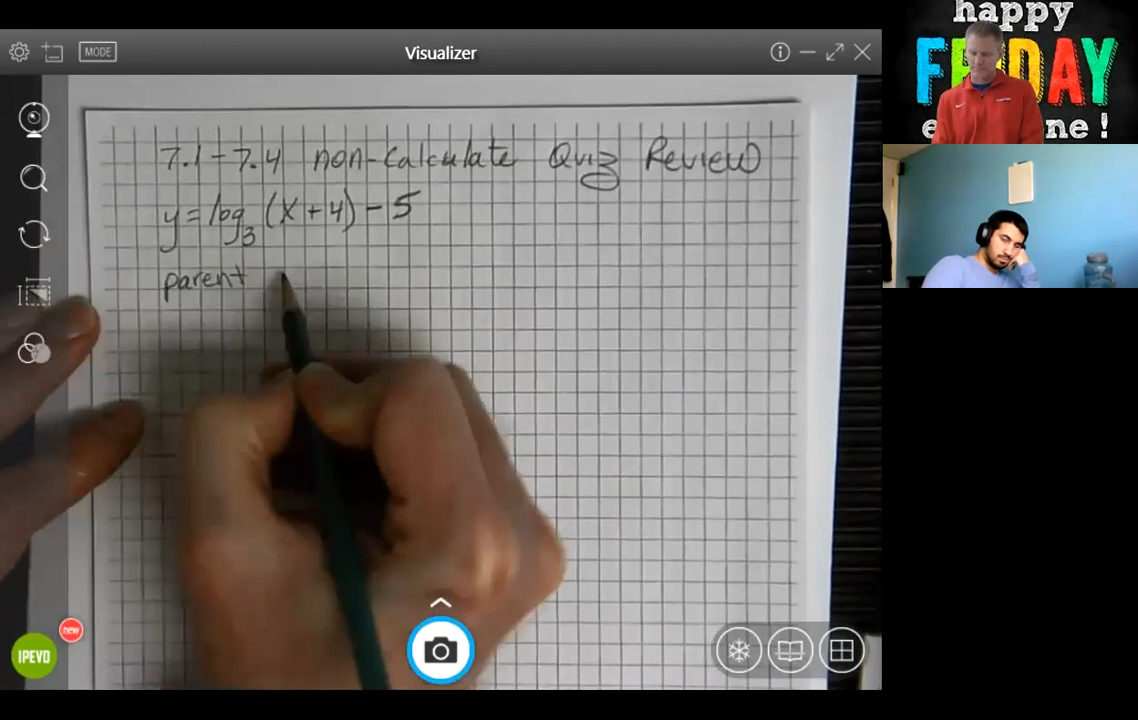 MODE
Visualizer
7.1-7.4 non-Calculate Quiz Review
y=log₃(x+4)-5
parent
new
IPEVO
happy
FRIDAY